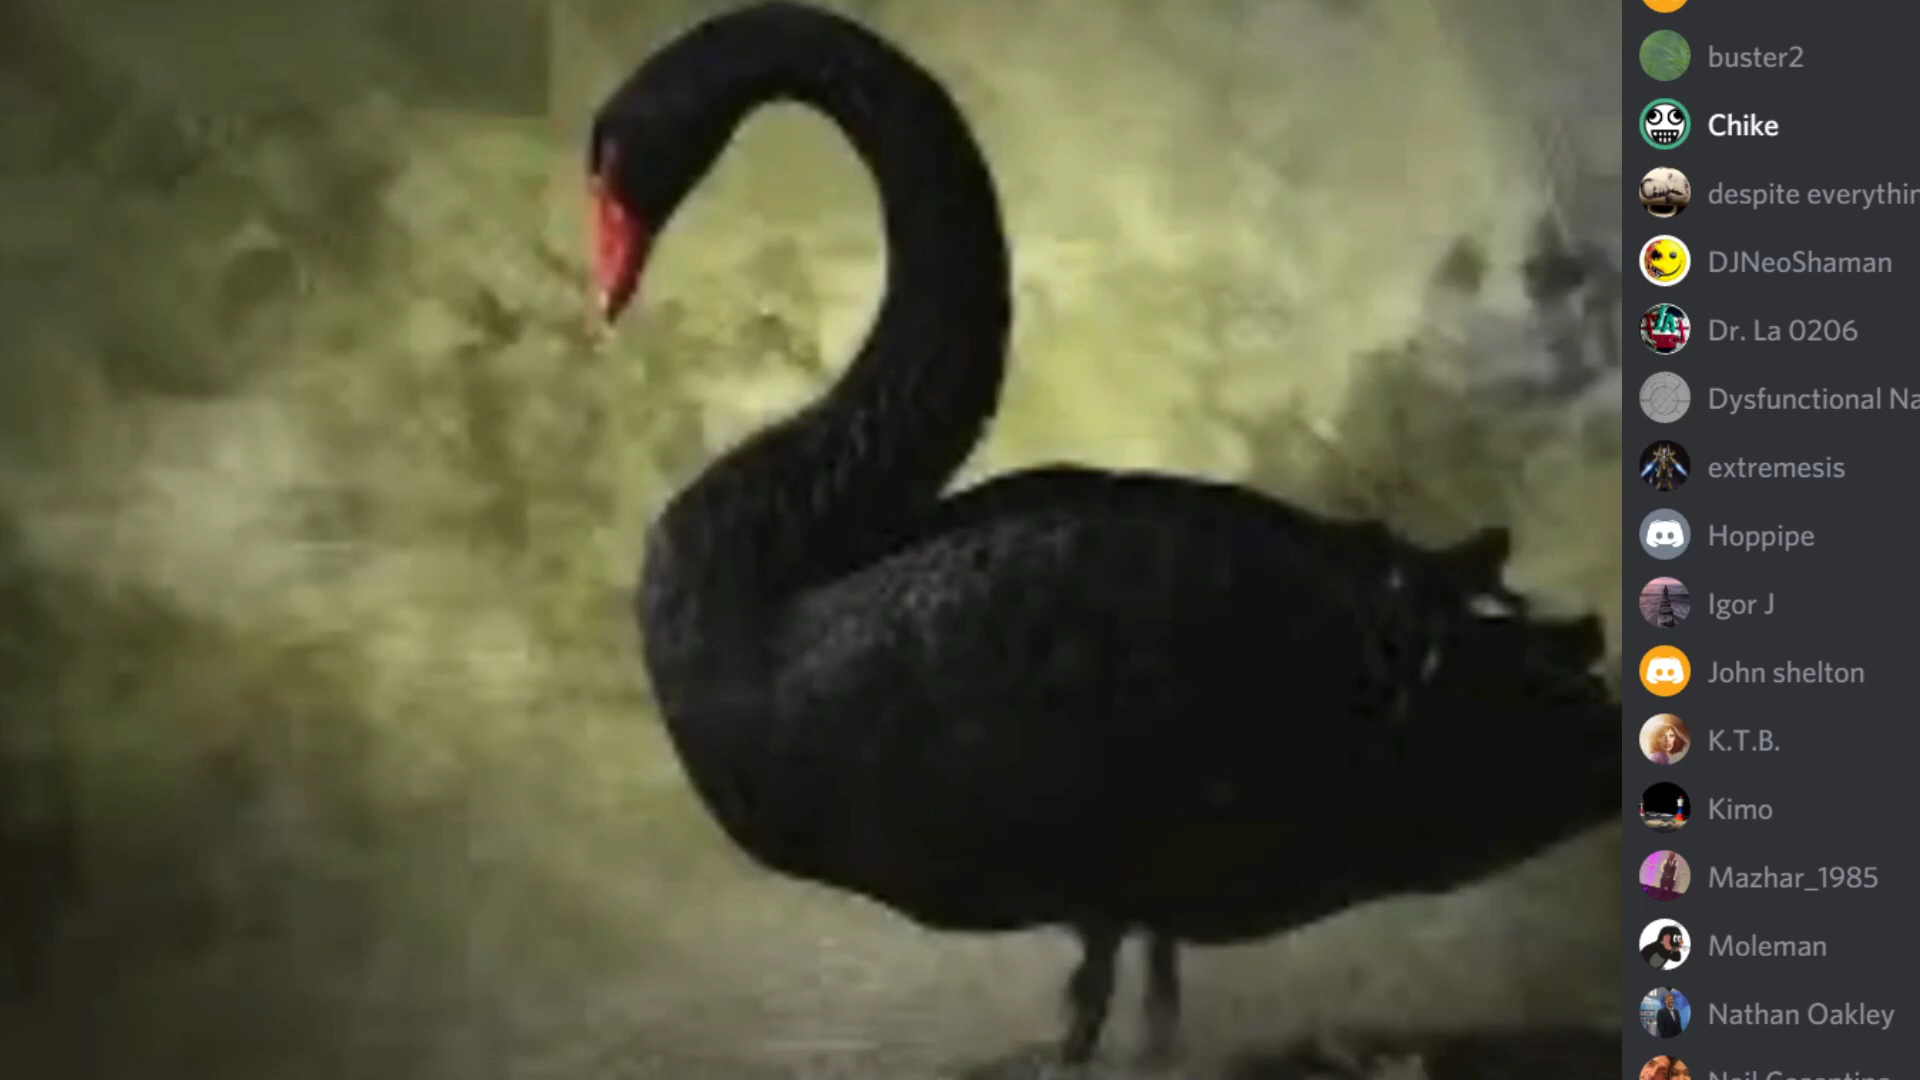 buster2
Chike
despite everythin
DJNeoShaman
Dr. La 0206
Dysfunctional Na
extremesis
Hoppipe
Igor J
John shelton
K.T.B.
Kimo
Mazhar_1985
Moleman
Nathan Oakley